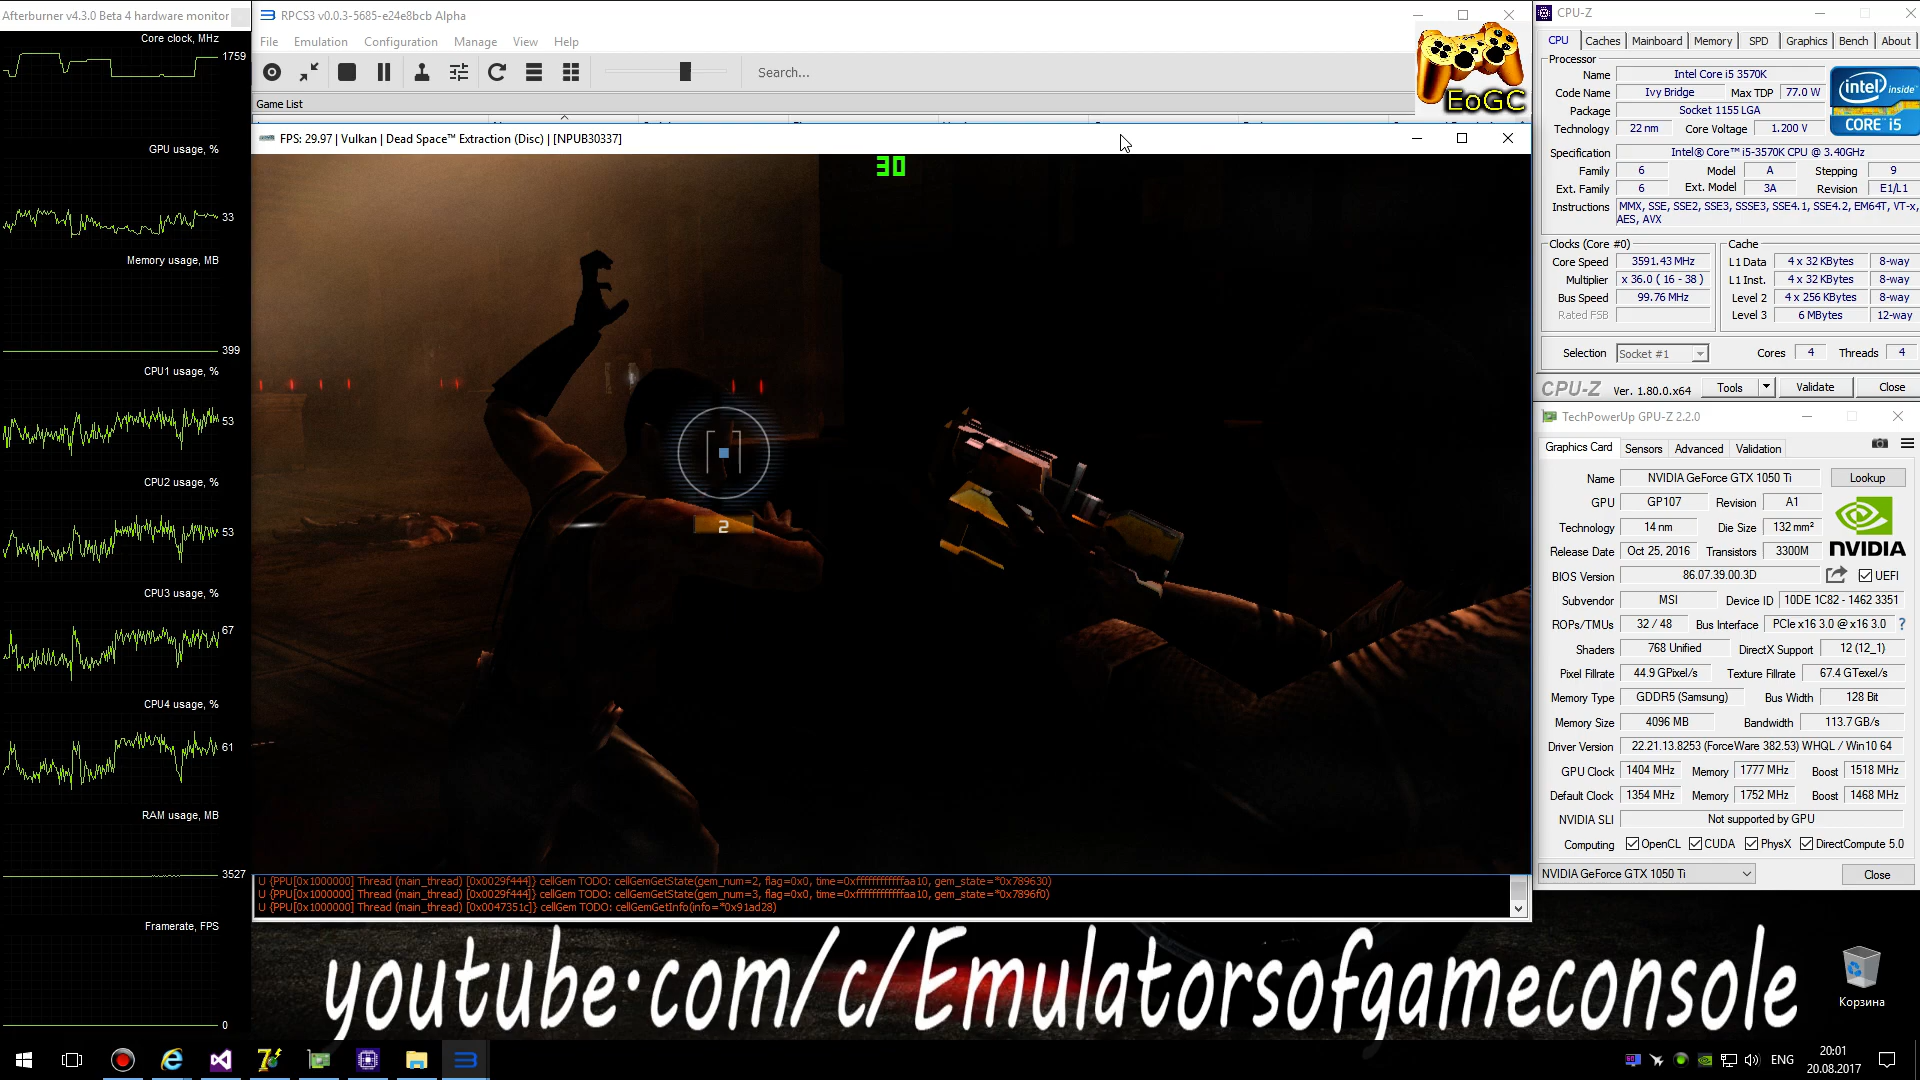 Afterburner v4.3.0 Beta 4 hardware monitor
Core clock, MHz
1759
GPU usage, %
33
Memory usage, MB
399
CPU1 usage, %
53
CPU2 usage, %
53
CPU3 usage, %
67
CPU4 usage, %
61
RAM usage, MB
3527
Framerate, FPS
0
RPCS3 v0.0.3-5685-e24e8bcb Alpha
File Emulation Configuration Manage View Help
Search...
EoGC
Game List
FPS: 29.97 | Vulkan | Dead Space™ Extraction (Disc) | [NPUB30337]
30
2
U {PPU[0x1000000] Thread (main_thread) [0x0029f444]} cellGem TODO: cellGemGetState(gem_num=2, flag=0x0, time=0xffffffffffffaa10, gem_state=*0x789630)
U {PPU[0x1000000] Thread (main_thread) [0x0029f444]} cellGem TODO: cellGemGetState(gem_num=3, flag=0x0, time=0xffffffffffffaa10, gem_state=*0x7896f0)
U {PPU[0x1000000] Thread (main_thread) [0x0047351c]} cellGem TODO: cellGemGetInfo(info=*0x91ad28)
youtube.com/c/Emulatorsofgameconsole
CPU-Z
CPU Caches Mainboard Memory SPD Graphics Bench About
Processor
Name Intel Core i5 3570K
Code Name Ivy Bridge Max TDP 77.0 W
Package Socket 1155 LGA
Technology 22 nm Core Voltage 1.200 V
intel inside
CORE i5
Specification Intel® Core™ i5-3570K CPU @ 3.40GHz
Family 6 Model A Stepping 9
Ext. Family 6 Ext. Model 3A Revision E1/L1
Instructions MMX, SSE, SSE2, SSE3, SSSE3, SSE4.1, SSE4.2, EM64T, VT-x,
AES, AVX
Clocks (Core #0) Cache
Core Speed 3591.43 MHz L1 Data 4 x 32 KBytes 8-way
Multiplier x 36.0 ( 16 - 38 ) L1 Inst. 4 x 32 KBytes 8-way
Bus Speed 99.76 MHz Level 2 4 x 256 KBytes 8-way
Rated FSB Level 3 6 MBytes 12-way
Selection Socket #1 Cores 4 Threads 4
CPU-Z Ver. 1.80.0.x64 Tools Validate Close
TechPowerUp GPU-Z 2.2.0
Graphics Card Sensors Advanced Validation
Name NVIDIA GeForce GTX 1050 Ti Lookup
GPU GP107 Revision A1
Technology 14 nm Die Size 132 mm²
Release Date Oct 25, 2016 Transistors 3300M
NVIDIA
BIOS Version 86.07.39.00.3D UEFI
Subvendor MSI Device ID 10DE 1C82 - 1462 3351
ROPs/TMUs 32 / 48 Bus Interface PCIe x16 3.0 @ x16 3.0 ?
Shaders 768 Unified DirectX Support 12 (12_1)
Pixel Fillrate 44.9 GPixel/s Texture Fillrate 67.4 GTexel/s
Memory Type GDDR5 (Samsung) Bus Width 128 Bit
Memory Size 4096 MB Bandwidth 113.7 GB/s
Driver Version 22.21.13.8253 (ForceWare 382.53) WHQL / Win10 64
GPU Clock 1404 MHz Memory 1777 MHz Boost 1518 MHz
Default Clock 1354 MHz Memory 1752 MHz Boost 1468 MHz
NVIDIA SLI Not supported by GPU
Computing OpenCL CUDA PhysX DirectCompute 5.0
NVIDIA GeForce GTX 1050 Ti Close
Корзина
ENG
20:01
20.08.2017